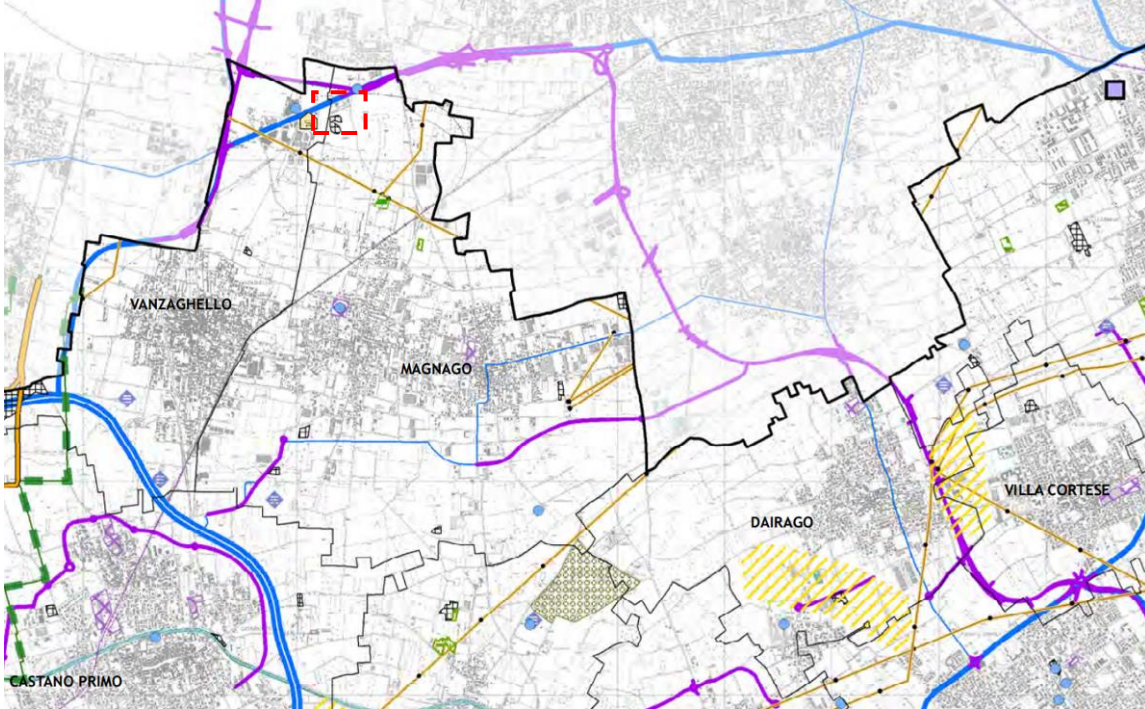 VANZAGHELLO
MAGNAGO
VILLA CORTESE
DAIRAGO
CASTANO PRIMO